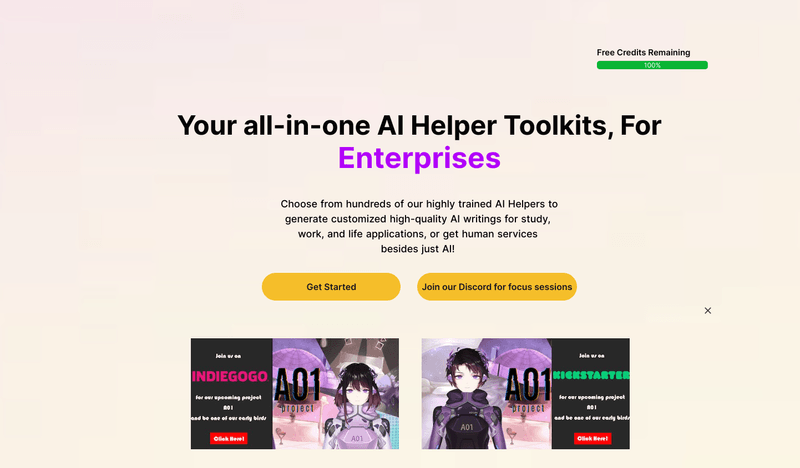 Free Credits Remaining
100%
Your all-in-one AI Helper Toolkits, For
Enterprises
Choose from hundreds of our highly trained AI Helpers to
generate customized high-quality AI writings for study,
work, and life applications, or get human services
besides just AI!
Get Started
Join our Discord for focus sessions
Join us on
INDIEGOGO
for our upcoming project
A01
and be one of our early birds
Click Here!
A01
project
A01
A01
project
A01
Join us on
KICKSTARTER
for our upcoming project
A01
and be one of our early birds
Click Here!